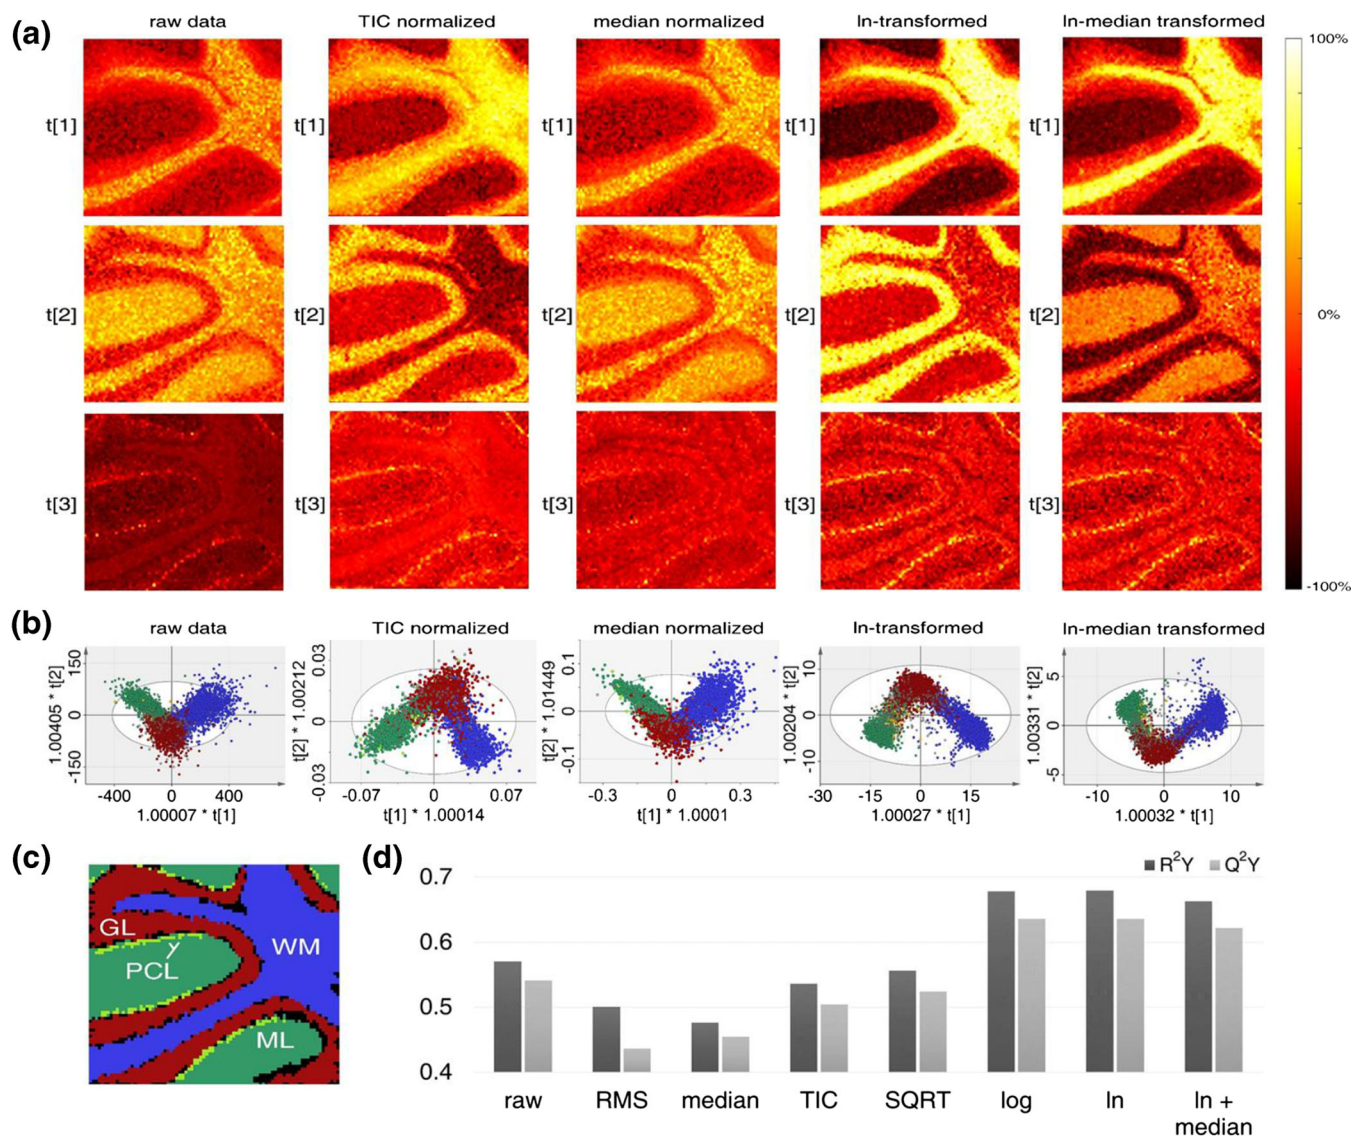 (a)
raw data TIC normalized median normalized ln-transformed ln-median transformed
t[1] t[1] t[1] t[1] t[1] 100%
t[2] t[2] t[2] t[2] t[2] 0%
t[3] t[3] t[3] t[3] t[3] -100%
(b)
raw data TIC normalized median normalized ln-transformed ln-median transformed
1.00405 * t[2]
150
0
-150
-400 0 400
1.00007 * t[1]
t[2] * 1.00212
0.03
0
-0.03
-0.07 0 0.07
t[1] * 1.00014
t[2] * 1.01449
0.1
0
-0.1
-0.3 0 0.3
t[1] * 1.0001
1.00204 * t[2]
10
0
-10
-30 -15 0 15
1.00027 * t[1]
1.00331 * t[2]
5
0
-5
-10 0 10
1.00032 * t[1]
(c)
GL
WM
PCL
ML
(d)
R²Y Q²Y
0.7
0.6
0.5
0.4
raw RMS median TIC SQRT log ln ln +
median